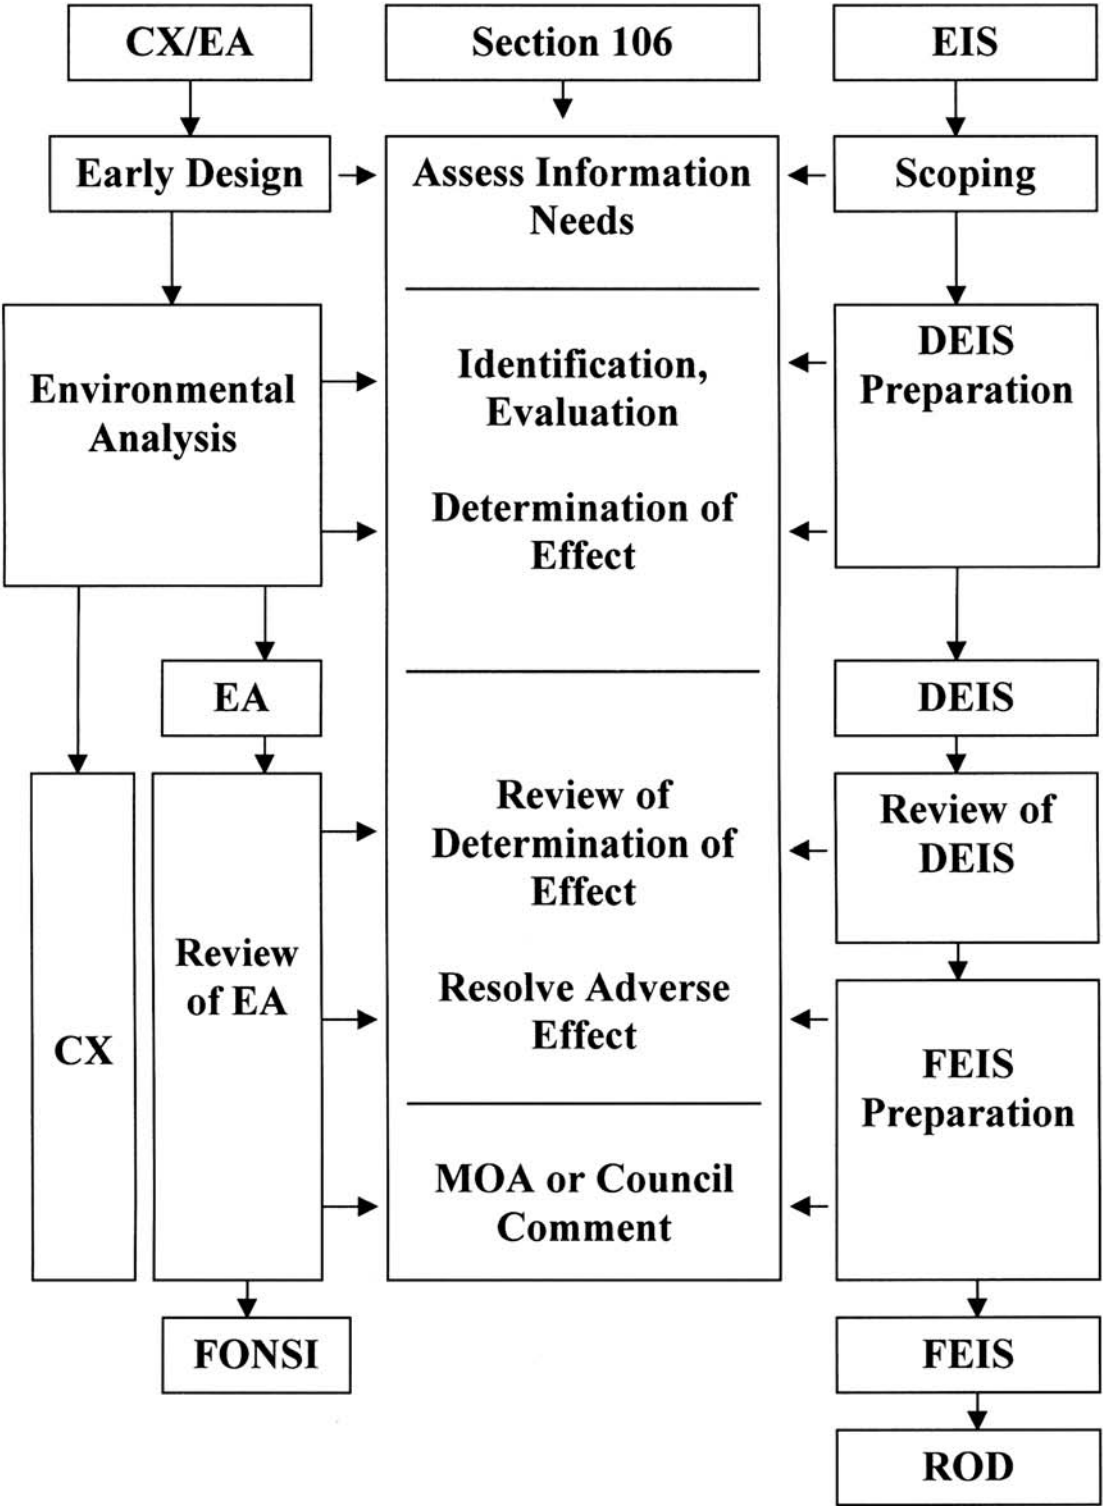 CX/EA
Section 106
EIS
Early Design
Assess Information
Needs
Scoping
Environmental
Analysis
Identification,
Evaluation
Determination of
Effect
DEIS
Preparation
EA
DEIS
CX
Review
of EA
Review of
Determination of
Effect
Resolve Adverse
Effect
MOA or Council
Comment
Review of
DEIS
FEIS
Preparation
FONSI
FEIS
ROD